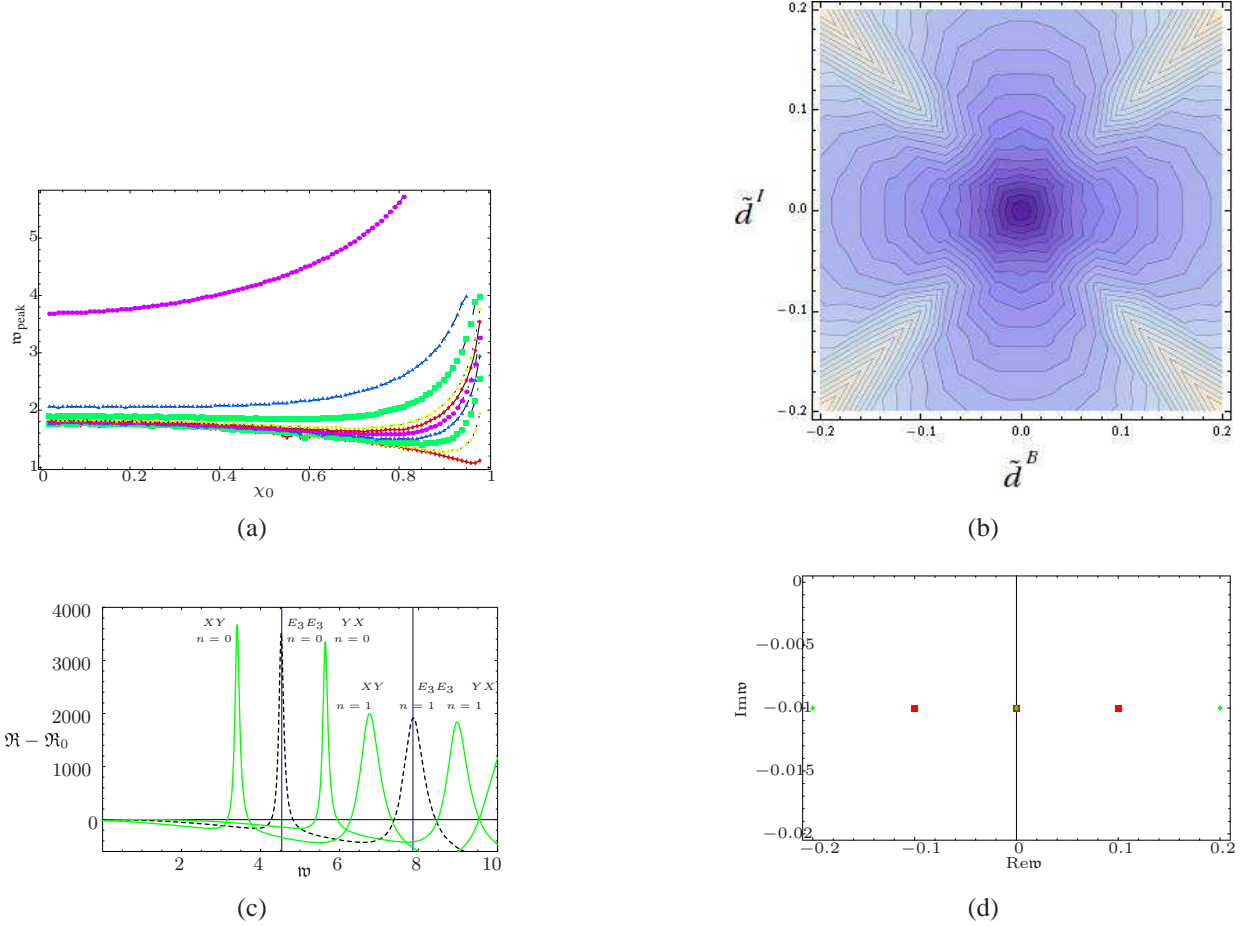 5
4
3
2
1
𝔴peak
0
0.2
0.4
0.6
0.8
1
χ0
(a)
0.2
0.1
0.0
−0.1
−0.2
d̃ I
−0.2
−0.1
0.0
0.1
0.2
d̃ B
(b)
4000
3000
2000
1000
0
ℜ − ℜ0
XY
n = 0
E3E3
n = 0
YX
n = 0
XY
n = 1
E3E3
n = 1
YX
n = 1
2
4
6
8
10
𝔴
(c)
0
−0.005
−0.01
−0.015
−0.02
Im𝔴
−0.2
−0.1
0
0.1
0.2
Re𝔴
(d)